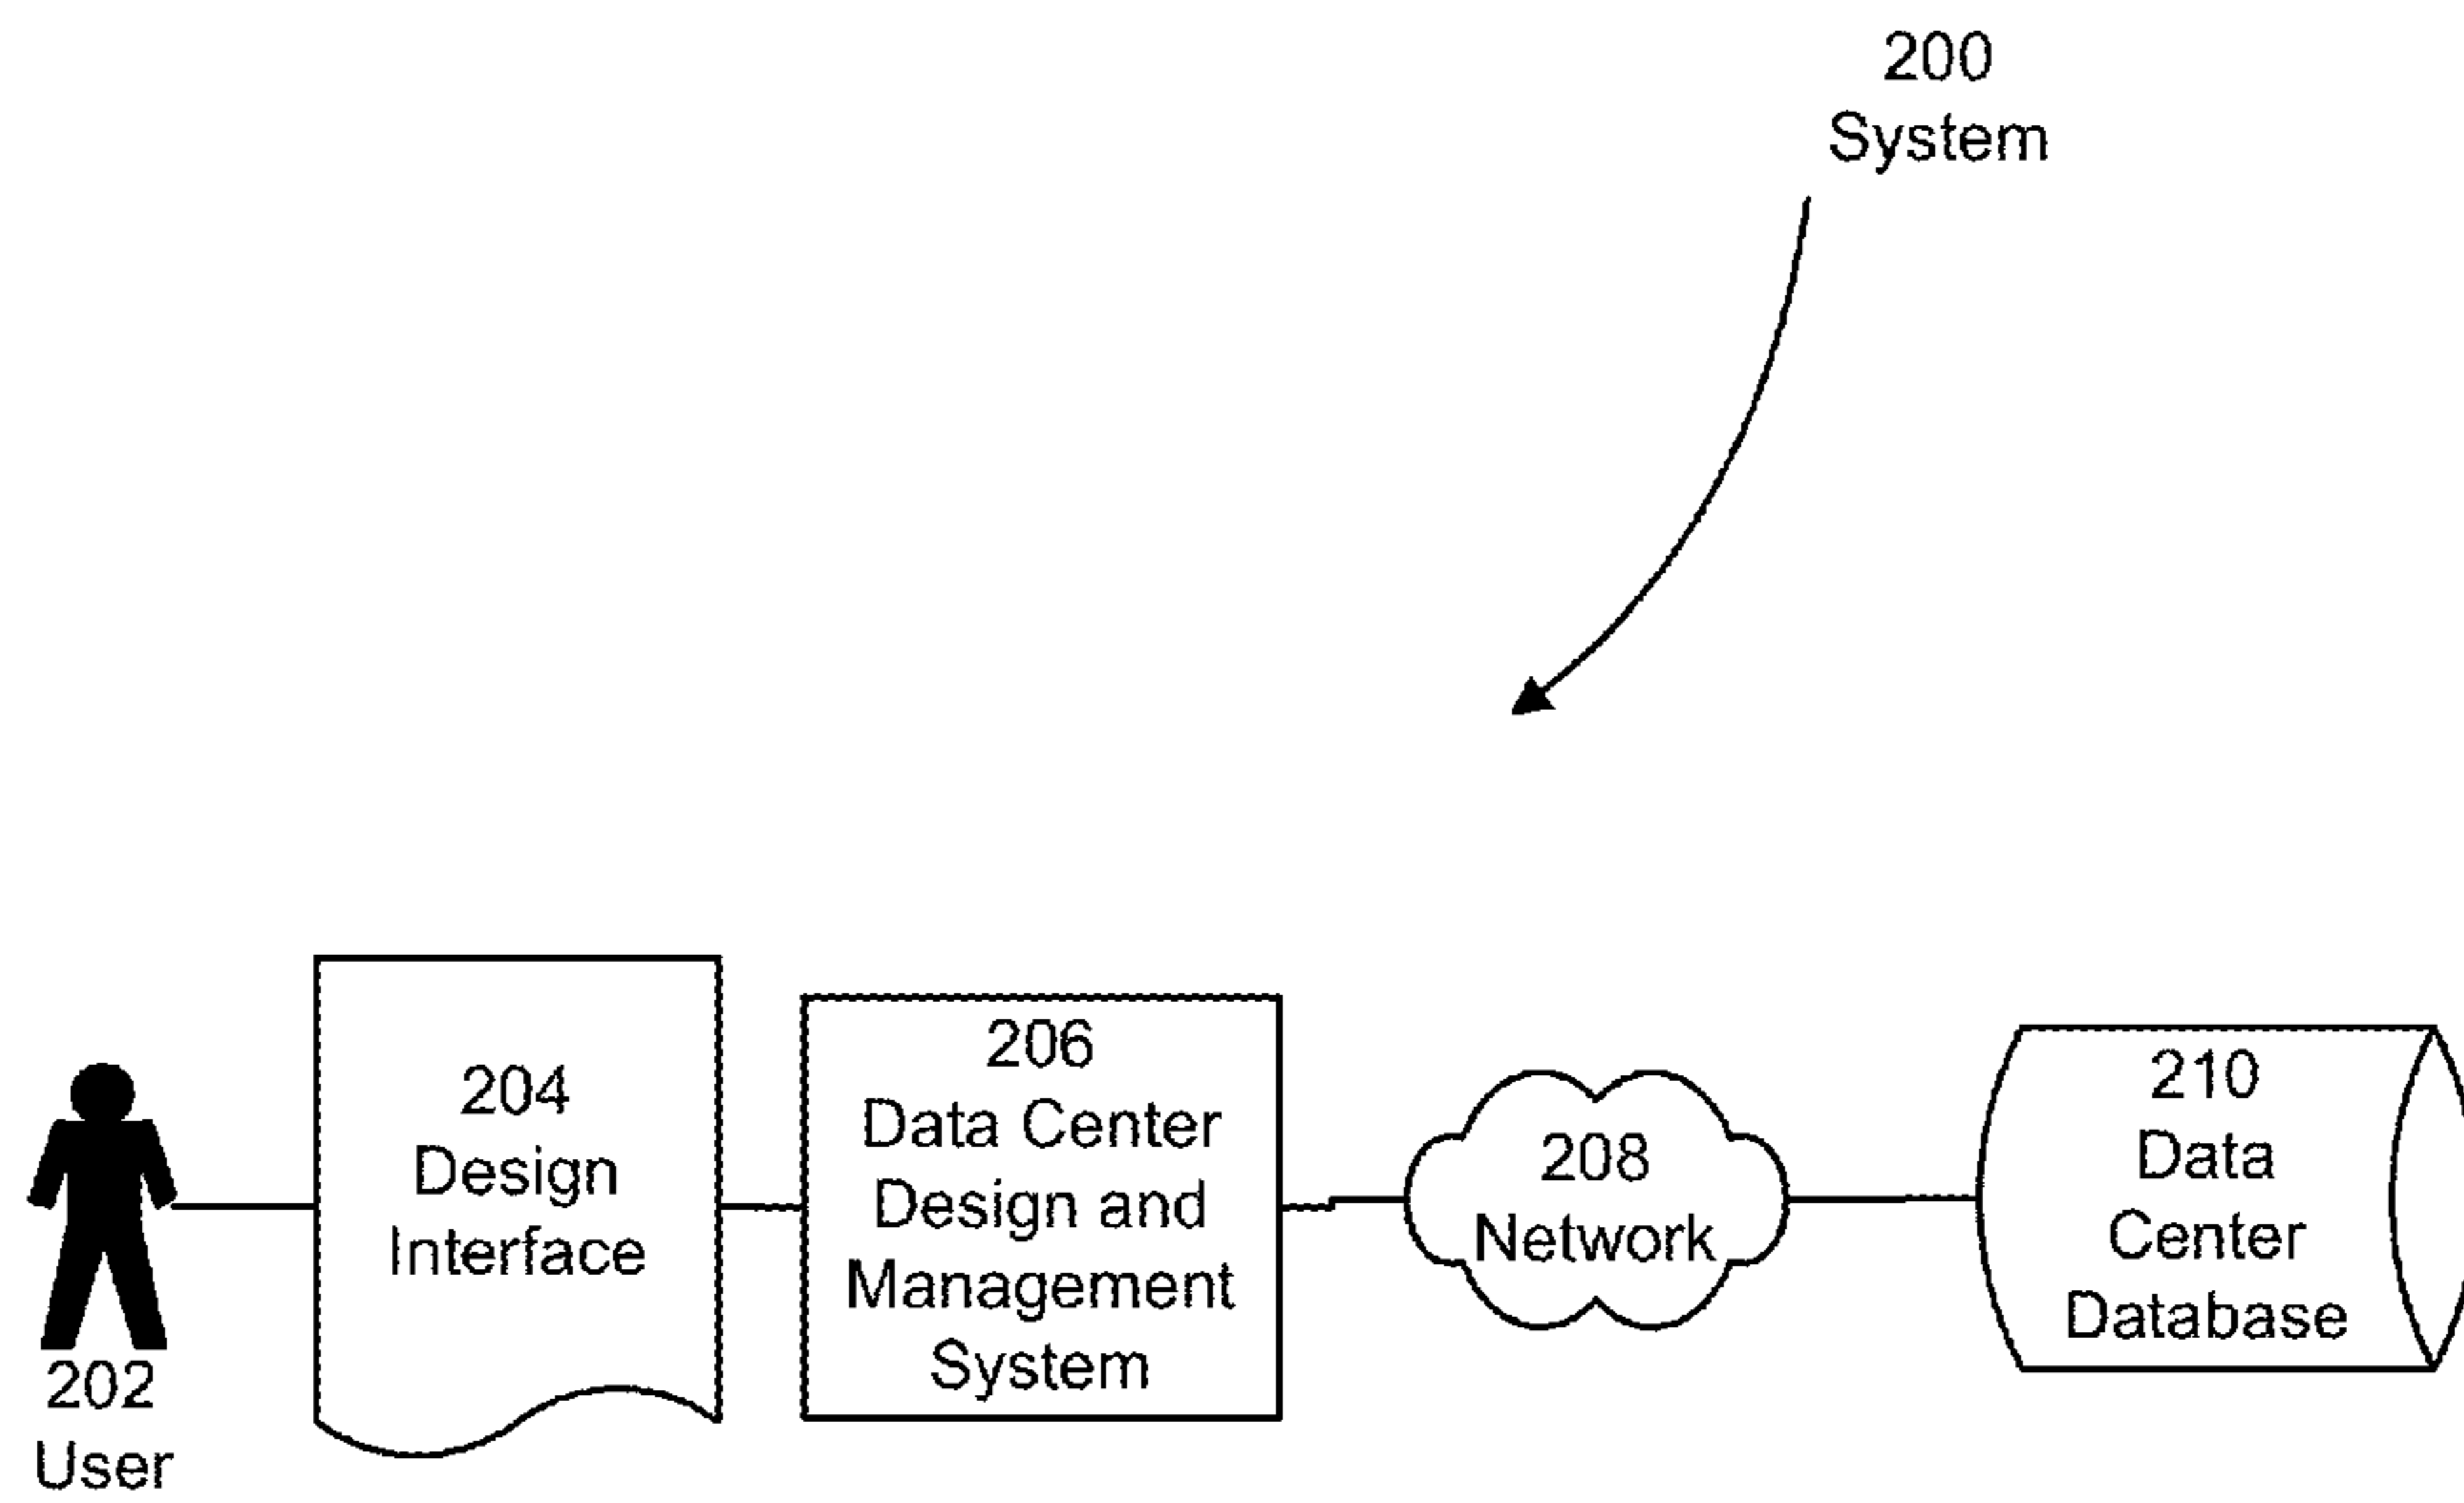 200
System
204
Design
Interface
206
Data Center
Design and
Management
System
208
Network
210
Data
Center
Database
202
User